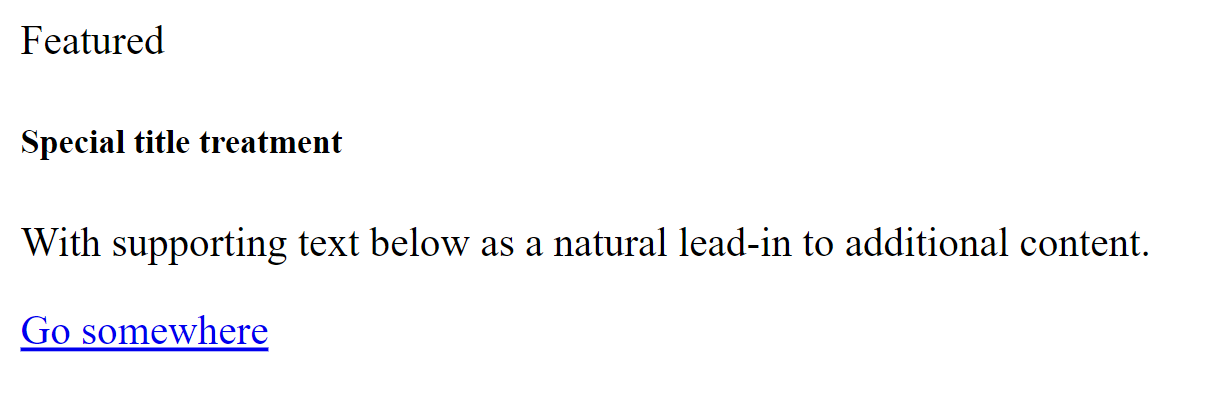 Featured
Special title treatment
With supporting text below as a natural lead-in to additional content.
Go somewhere